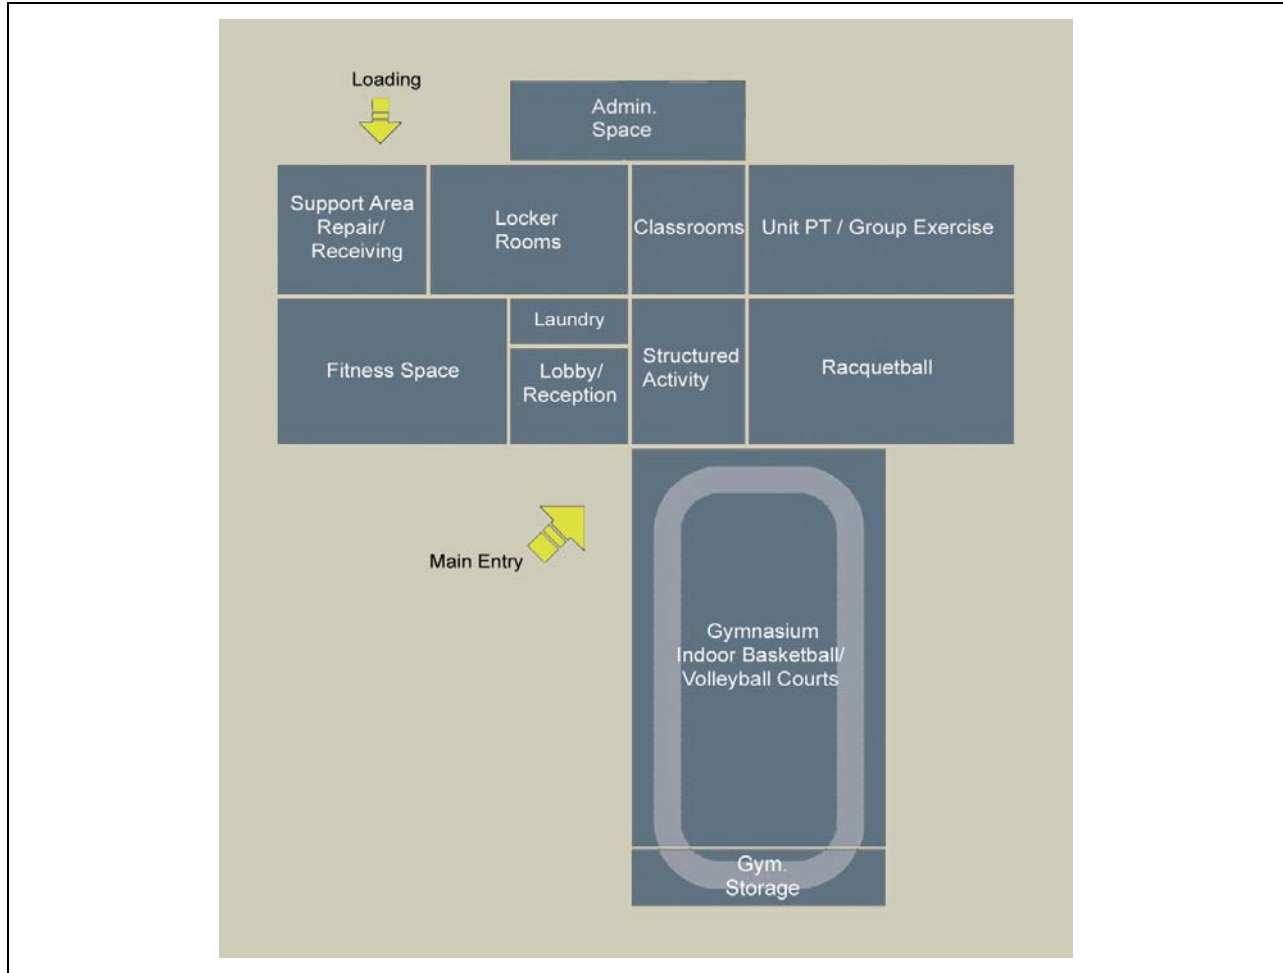 Loading
Admin.
Space
Support Area
Repair/
Receiving
Locker
Rooms
Classrooms
Unit PT / Group Exercise
Laundry
Fitness Space
Lobby/
Reception
Structured
Activity
Racquetball
Main Entry
Gymnasium
Indoor Basketball/
Volleyball Courts
Gym.
Storage